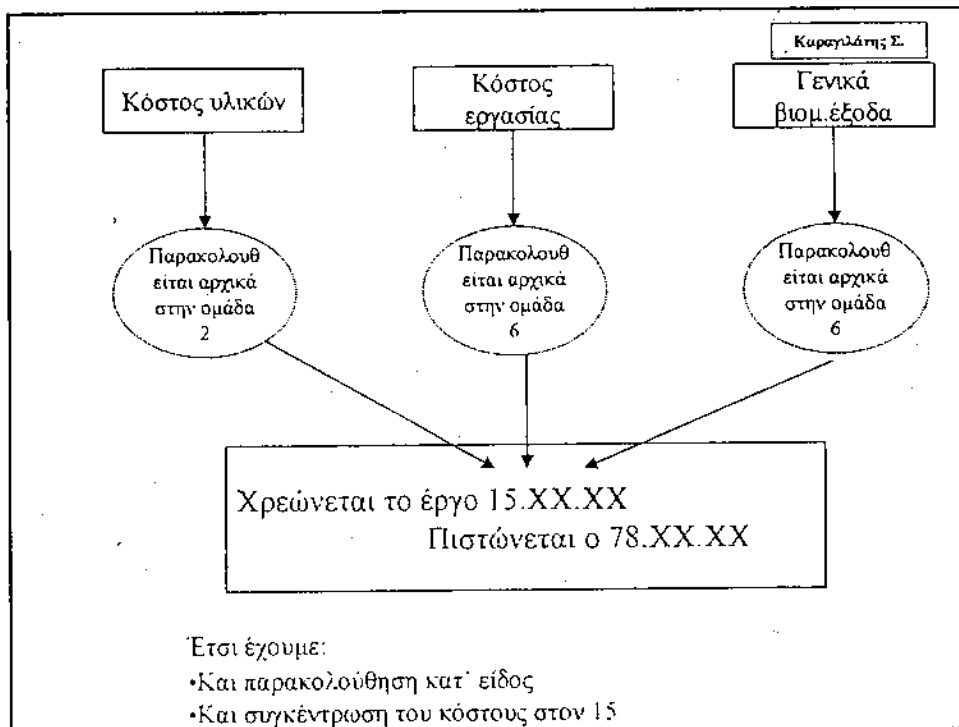 Καραγιλάνης Σ.
Κόστος υλικών
Κόστος
εργασίας
Γενικά
βιομ.έξοδα
Παρακολουθ
είται αρχικά
στην ομάδα
2
Παρακολουθ
είται αρχικά
στην ομάδα
6
Παρακολουθ
είται αρχικά
στην ομάδα
6
Χρεώνεται το έργο 15.ΧΧ.ΧΧ
Πιστώνεται ο 78.ΧΧ.ΧΧ
Έτσι έχουμε:
•Και παρακολούθηση κατ΄ είδος
•Και συγκέντρωση του κόστους στον 15